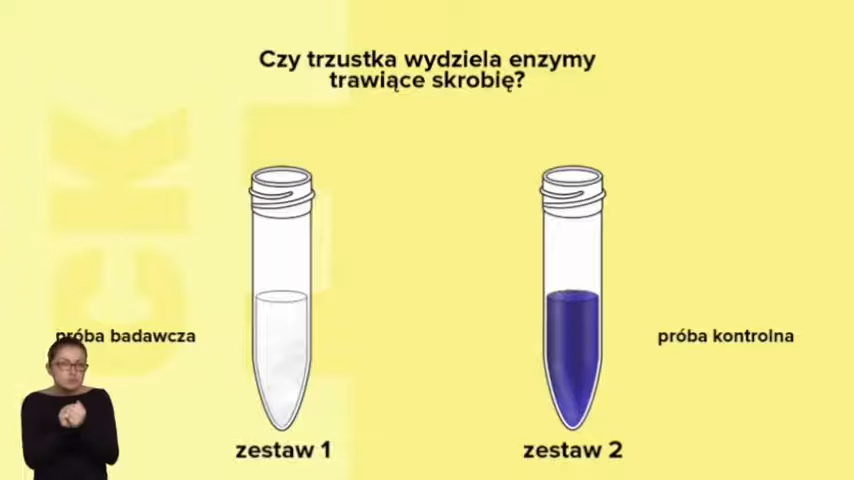 Czy trzustka wydziela enzymy
trawiące skrobię?
próba badawcza
próba kontrolna
zestaw 1
zestaw 2